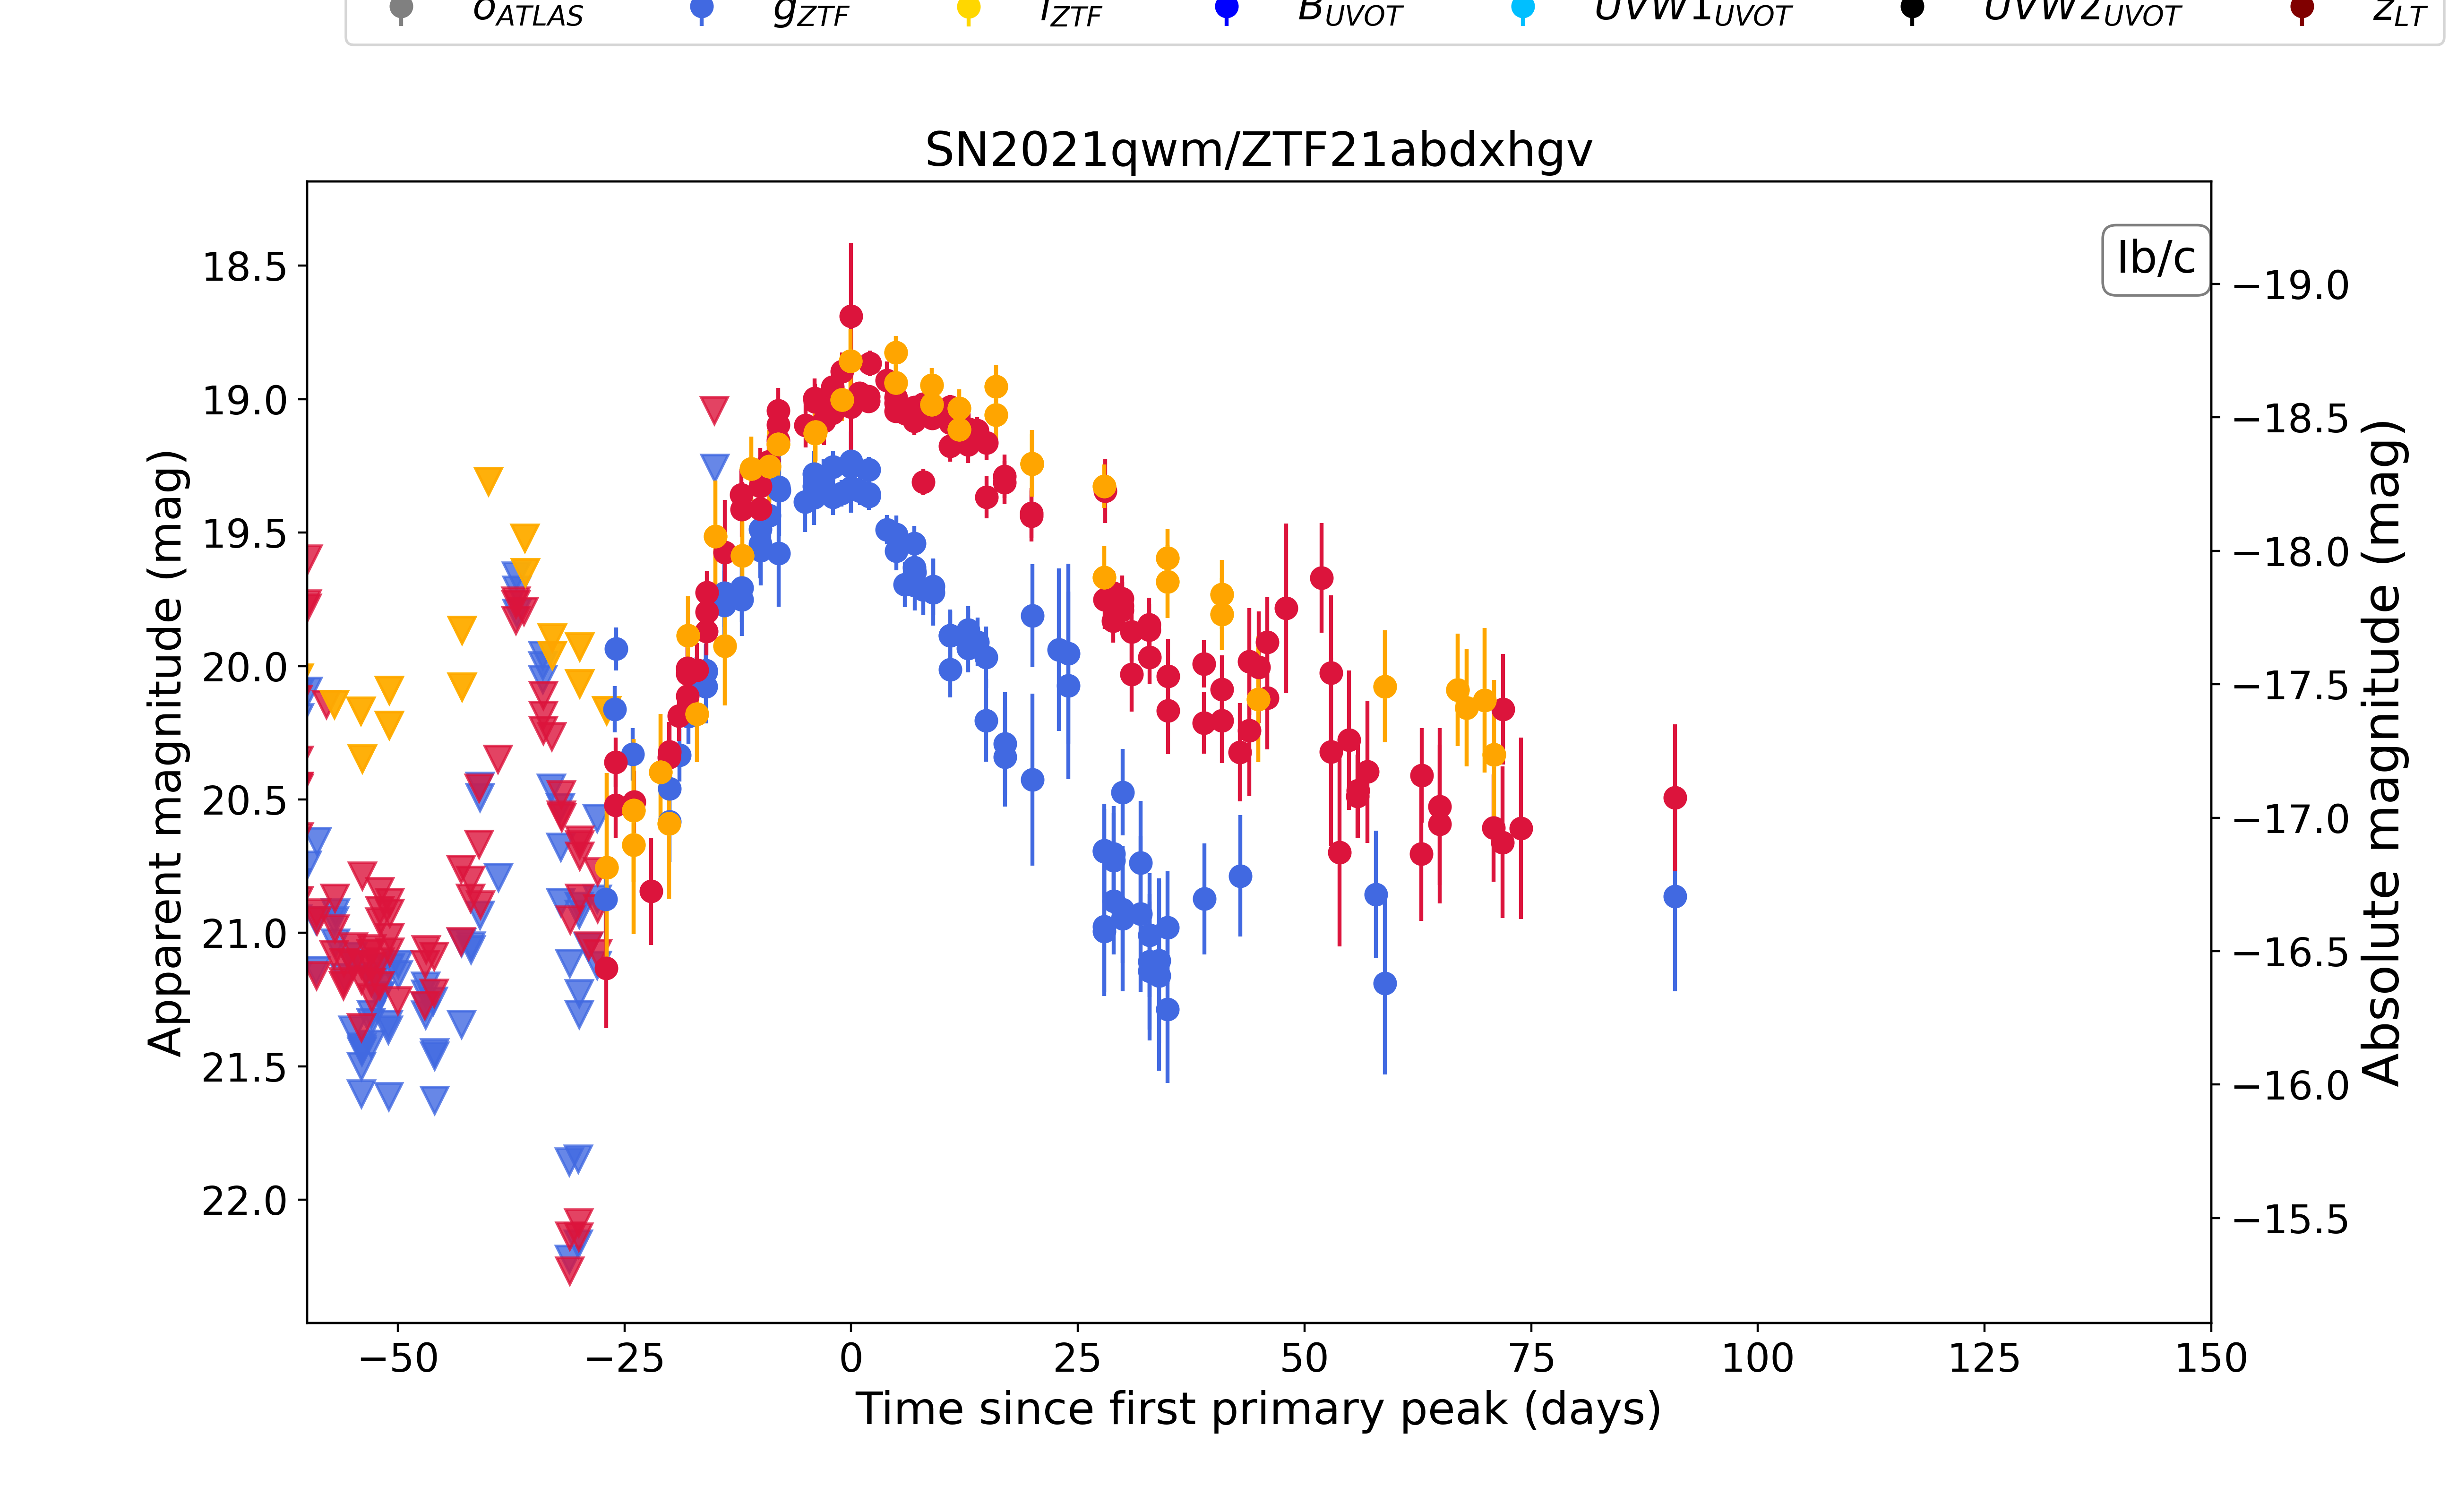 o_ATLAS g_ZTF i_ZTF B_UVOT UVW1_UVOT UVW2_UVOT z_LT
SN2021qwm/ZTF21abdxhgv
Ib/c
18.5
19.0
19.5
20.0
20.5
21.0
21.5
22.0
Apparent magnitude (mag)
−19.0
−18.5
−18.0
−17.5
−17.0
−16.5
−16.0
−15.5
Absolute magnitude (mag)
−50 −25 0 25 50 75 100 125 150
Time since first primary peak (days)